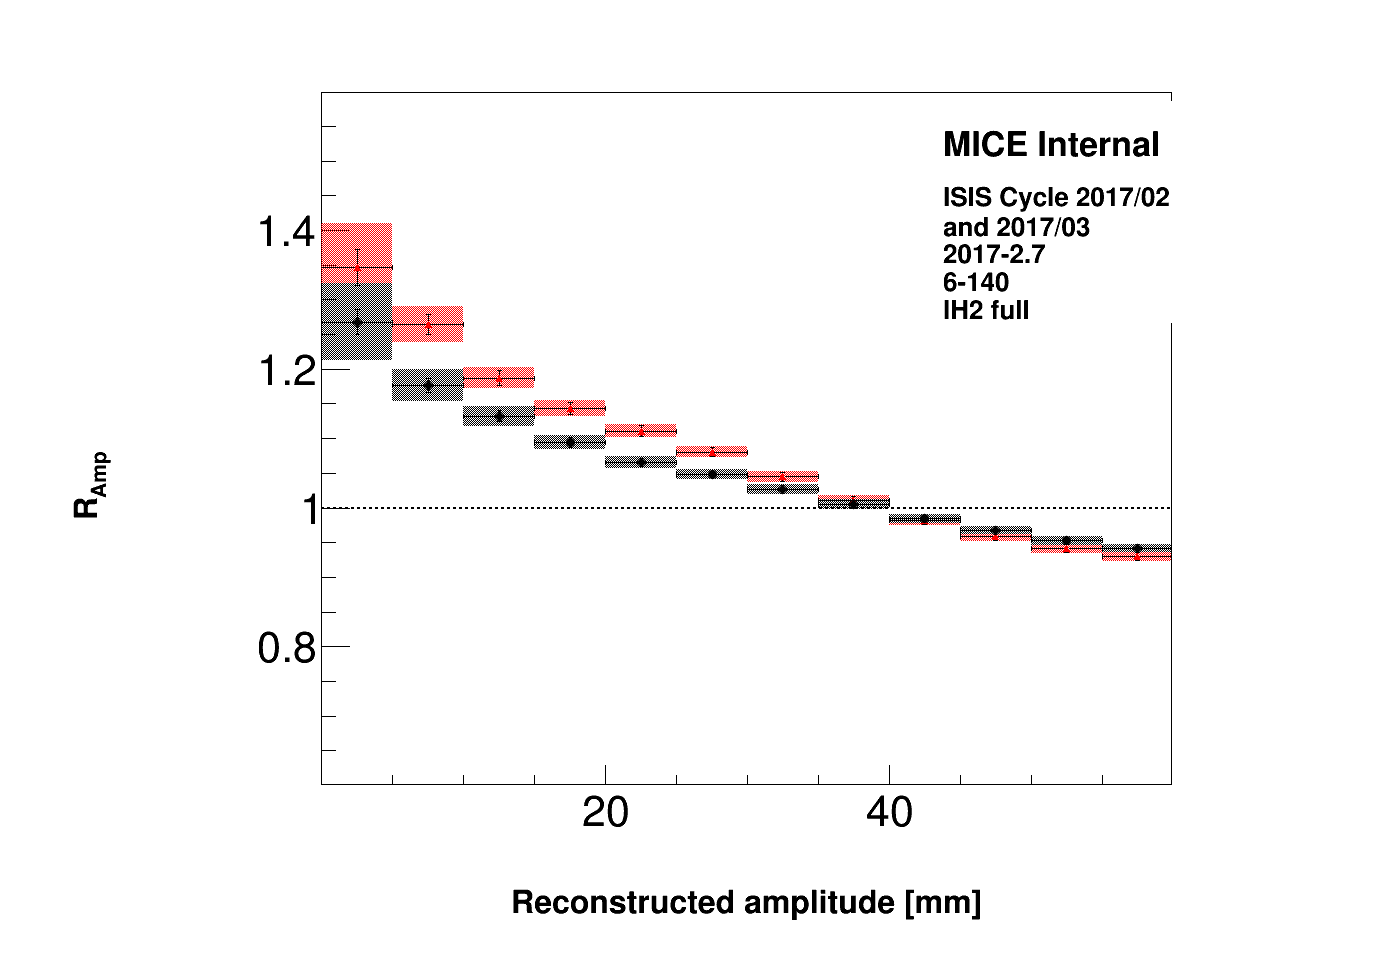 MICE Internal
ISIS Cycle 2017/02
and 2017/03
2017-2.7
6-140
IH2 full
1.4
1.2
1
0.8
R_Amp
20 40
Reconstructed amplitude [mm]